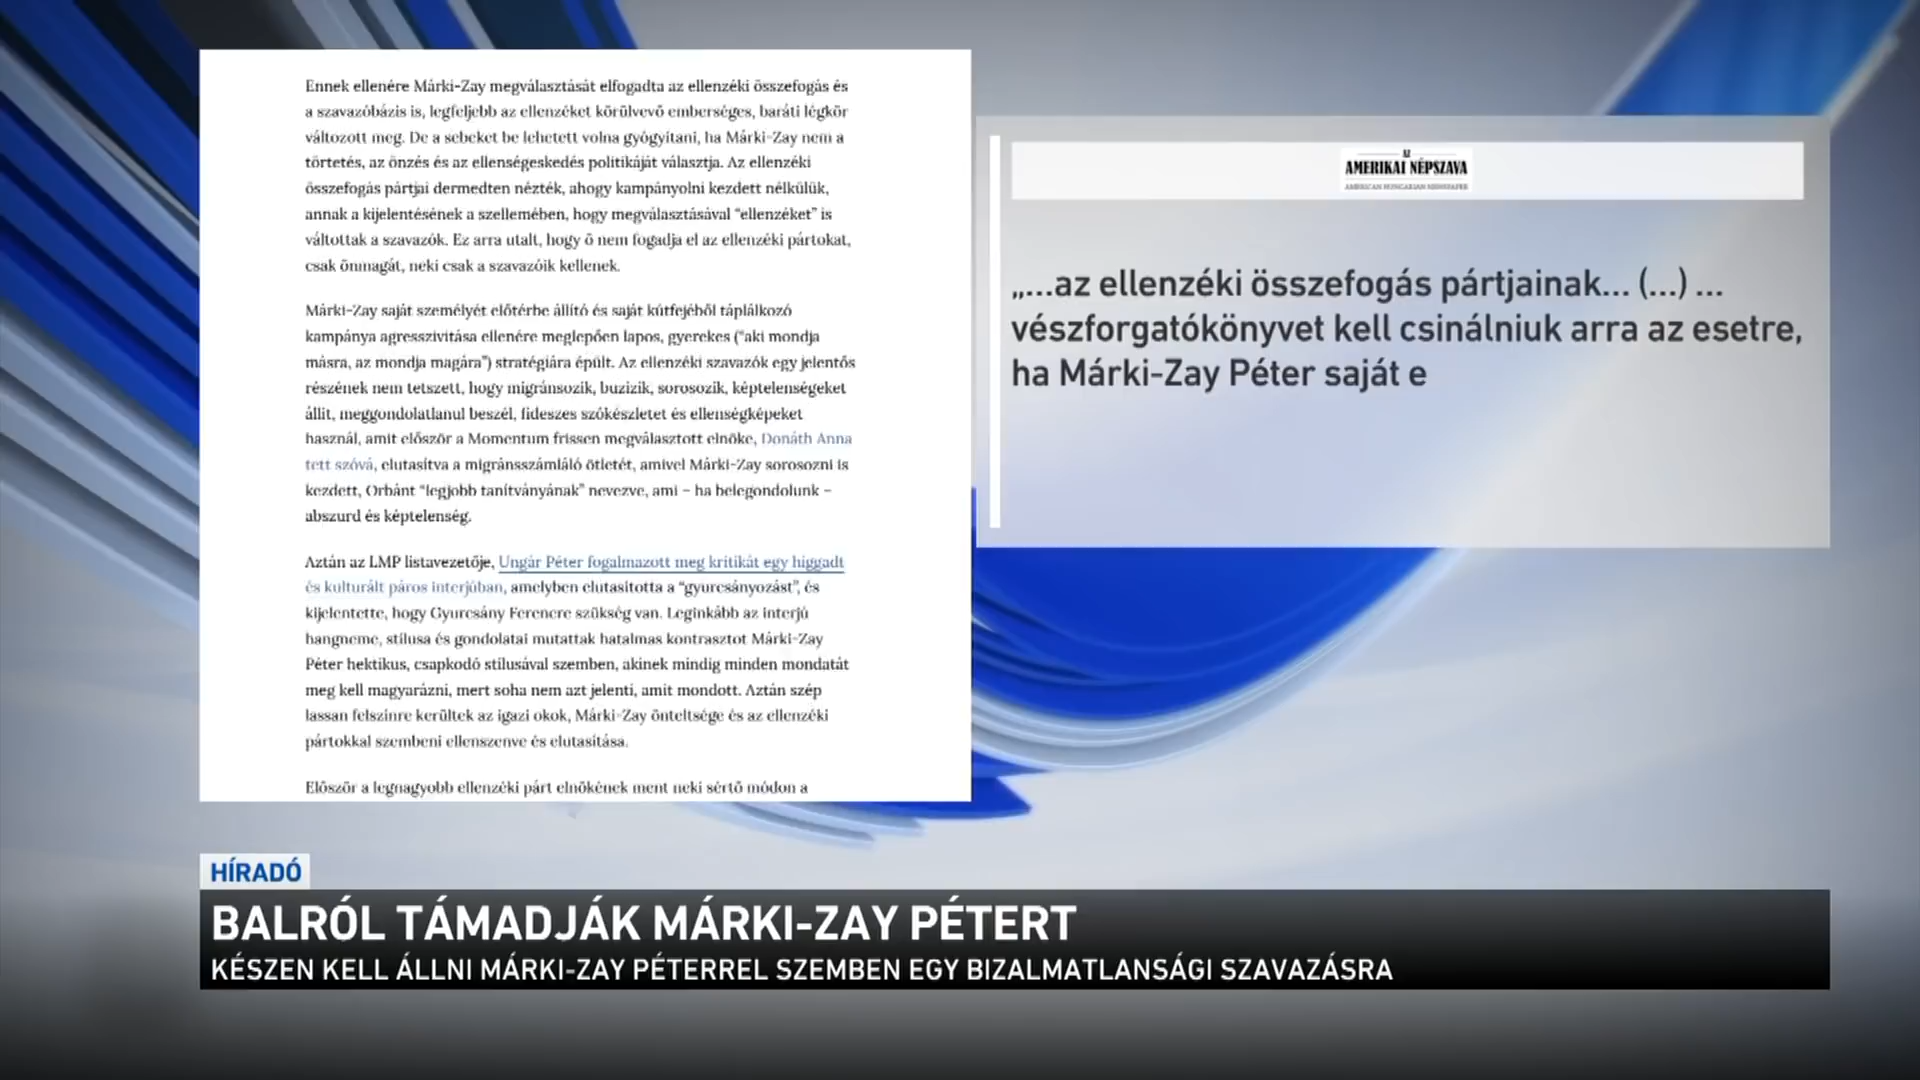 Ennek ellenére Márki-Zay megválasztását elfogadta az ellenzéki összefogás és
a szavazóbázis is, legfeljebb az ellenzéket körülvevő emberséges, baráti légkör
változott meg. De a sebeket be lehetett volna gyógyítani, ha Márki-Zay nem a
törtetés, az önzés és az ellenségeskedés politikáját választja. Az ellenzéki
összefogás pártjai dermedten nézték, ahogy kampányolni kezdett nélkülük,
annak a kijelentésének a szellemében, hogy megválasztásával “ellenzéket” is
váltottak a szavazók. Ez arra utalt, hogy ő nem fogadja el az ellenzéki pártokat,
csak önmagát, neki csak a szavazóik kellenek.
Márki-Zay saját személyét előtérbe állító és saját kútfejéből táplálkozó
kampánya agresszivitása ellenére meglepően lapos, gyerekes (“aki mondja
másra, az mondja magára”) stratégiára épült. Az ellenzéki szavazók egy jelentős
részének nem tetszett, hogy migránsozik, buzizik, sorosozik, képtelenségeket
állít, meggondolatlanul beszél, fideszes szókészletet és ellenségképeket
használ, amit először a Momentum frissen megválasztott elnöke, Donáth Anna
tett szóvá, elutasítva a migránsszámláló ötletét, amivel Márki-Zay sorosozni is
kezdett, Orbánt “legjobb tanítványának” nevezve, ami – ha belegondolunk –
abszurd és képtelenség.
Aztán az LMP listavezetője, Ungár Péter fogalmazott meg kritikát egy higgadt
és kulturált páros interjúban, amelyben elutasította a “gyurcsányozást”, és
kijelentette, hogy Gyurcsány Ferencre szükség van. Leginkább az interjú
hangneme, stílusa és gondolatai mutattak hatalmas kontrasztot Márki-Zay
Péter hektikus, csapkodó stílusával szemben, akinek mindig minden mondatát
meg kell magyarázni, mert soha nem azt jelenti, amit mondott. Aztán szép
lassan felszínre kerültek az igazi okok, Márki-Zay önteltsége és az ellenzéki
pártokkal szembeni ellenszenve és elutasítása.
Először a legnagyobb ellenzéki párt elnökének ment neki sértő módon a
AZ
AMERIKAI NÉPSZAVA
AMERICAN HUNGARIAN NEWSPAPER
„...az ellenzéki összefogás pártjainak... (...) ...
vészforgatókönyvet kell csinálniuk arra az esetre,
ha Márki-Zay Péter saját e
HÍRADÓ
BALRÓL TÁMADJÁK MÁRKI-ZAY PÉTERT
KÉSZEN KELL ÁLLNI MÁRKI-ZAY PÉTERREL SZEMBEN EGY BIZALMATLANSÁGI SZAVAZÁSRA